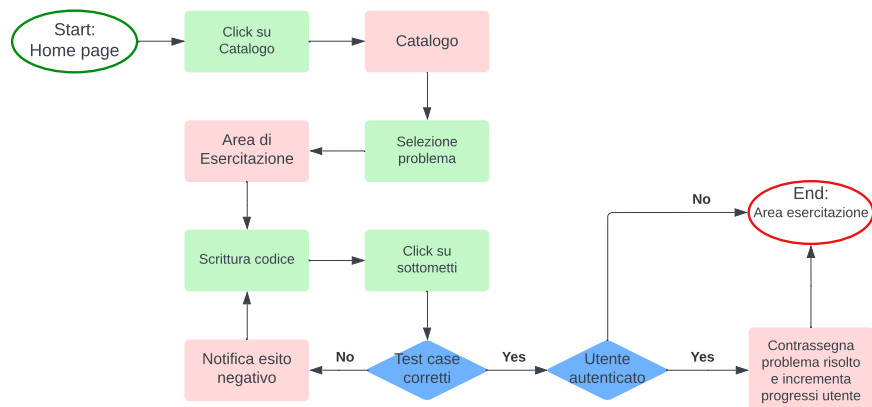 Start:
Home page
Click su
Catalogo
Catalogo
Area di
Esercitazione
Selezione
problema
No
End:
Area esercitazione
Scrittura codice
Click su
sottometti
Notifica esito
negativo
No
Test case
corretti
Yes
Utente
autenticato
Yes
Contrassegna
problema risolto
e incrementa
progressi utente